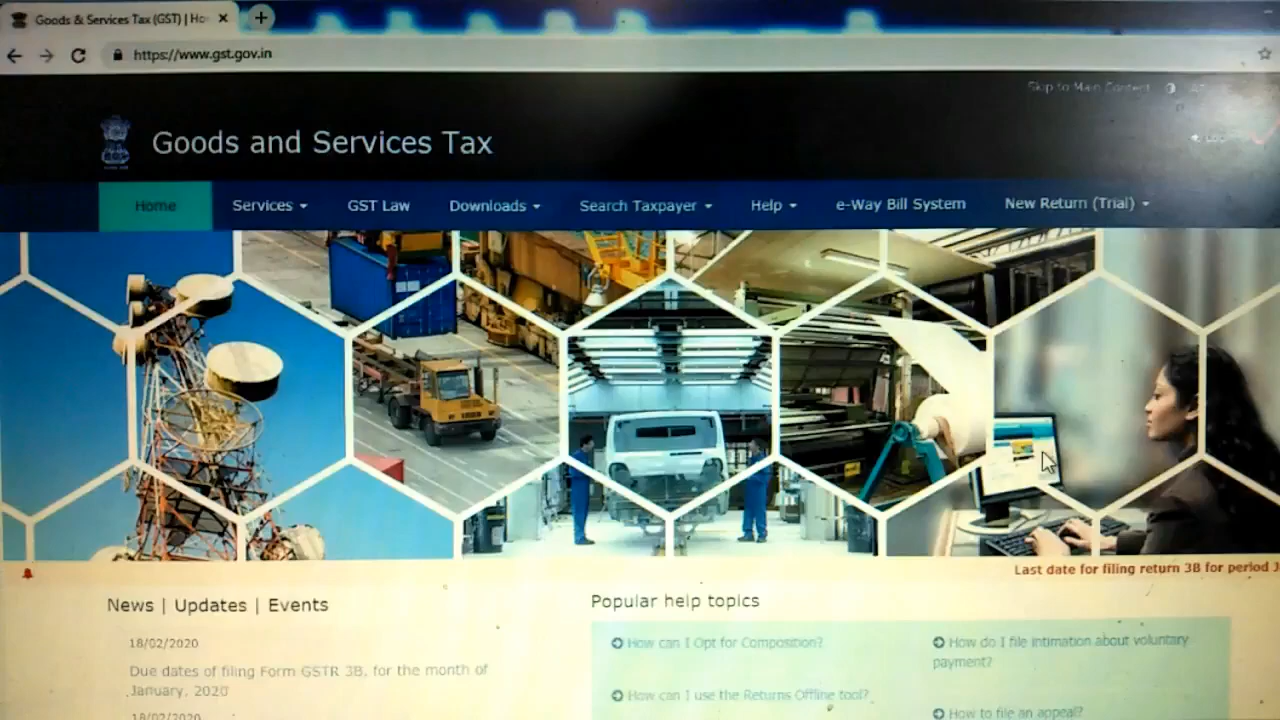 Goods & Services Tax (GST) | Ho
https://www.gst.gov.in
Skip to Main Content
Goods and Services Tax
Home Services GST Law Downloads Search Taxpayer Help e-Way Bill System New Return (Trial)
Last date for filing return 3B for period J
News | Updates | Events
Popular help topics
18/02/2020
Due dates of filing Form GSTR 3B, for the month of
January, 2020
18/02/2020
How can I Opt for Composition?
How do I file intimation about voluntary
payment?
How can I use the Returns Offline tool?
How to file an appeal?